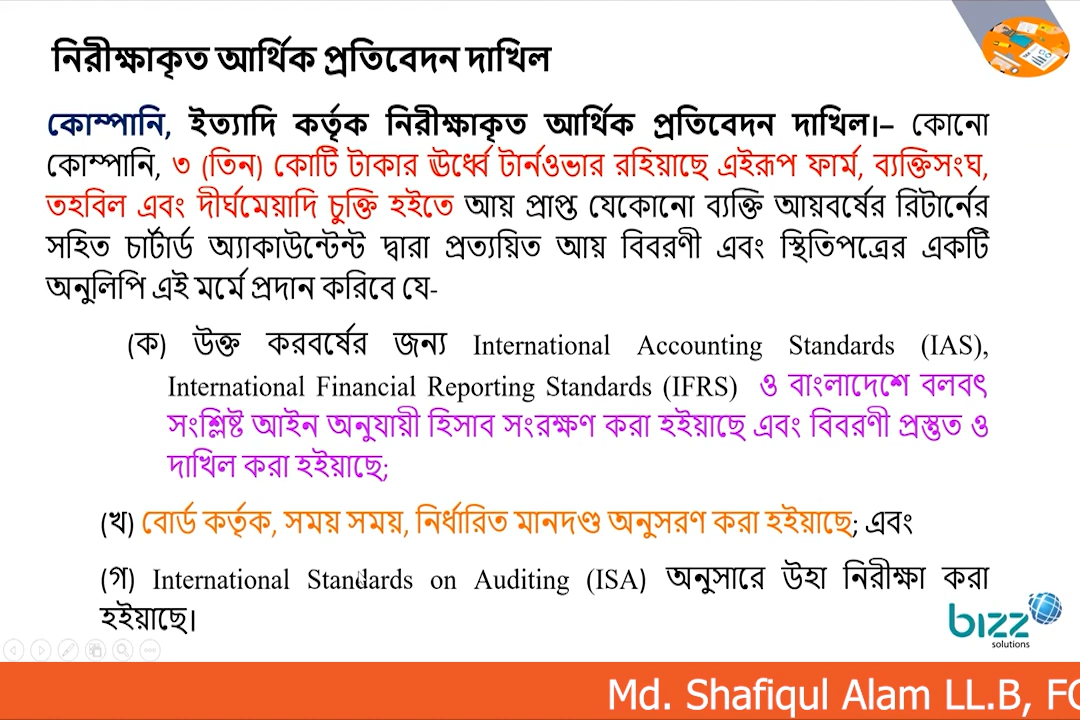 নিরীক্ষাকৃত আর্থিক প্রতিবেদন দাখিল
কোম্পানি, ইত্যাদি কর্তৃক নিরীক্ষাকৃত আর্থিক প্রতিবেদন দাখিল।– কোনো
কোম্পানি, ৩ (তিন) কোটি টাকার ঊর্ধ্বে টার্নওভার রহিয়াছে এইরূপ ফার্ম, ব্যক্তিসংঘ,
তহবিল এবং দীর্ঘমেয়াদি চুক্তি হইতে আয় প্রাপ্ত যেকোনো ব্যক্তি আয়বর্ষের রিটার্নের
সহিত চার্টার্ড অ্যাকাউন্টেন্ট দ্বারা প্রত্যয়িত আয় বিবরণী এবং স্থিতিপত্রের একটি
অনুলিপি এই মর্মে প্রদান করিবে যে-
(ক) উক্ত করবর্ষের জন্য International Accounting Standards (IAS),
International Financial Reporting Standards (IFRS) ও বাংলাদেশে বলবৎ
সংশ্লিষ্ট আইন অনুযায়ী হিসাব সংরক্ষণ করা হইয়াছে এবং বিবরণী প্রস্তুত ও
দাখিল করা হইয়াছে;
(খ) বোর্ড কর্তৃক, সময় সময়, নির্ধারিত মানদণ্ড অনুসরণ করা হইয়াছে; এবং
(গ) International Standards on Auditing (ISA) অনুসারে উহা নিরীক্ষা করা
হইয়াছে।
bizz
solutions
Md. Shafiqul Alam LL.B, FC